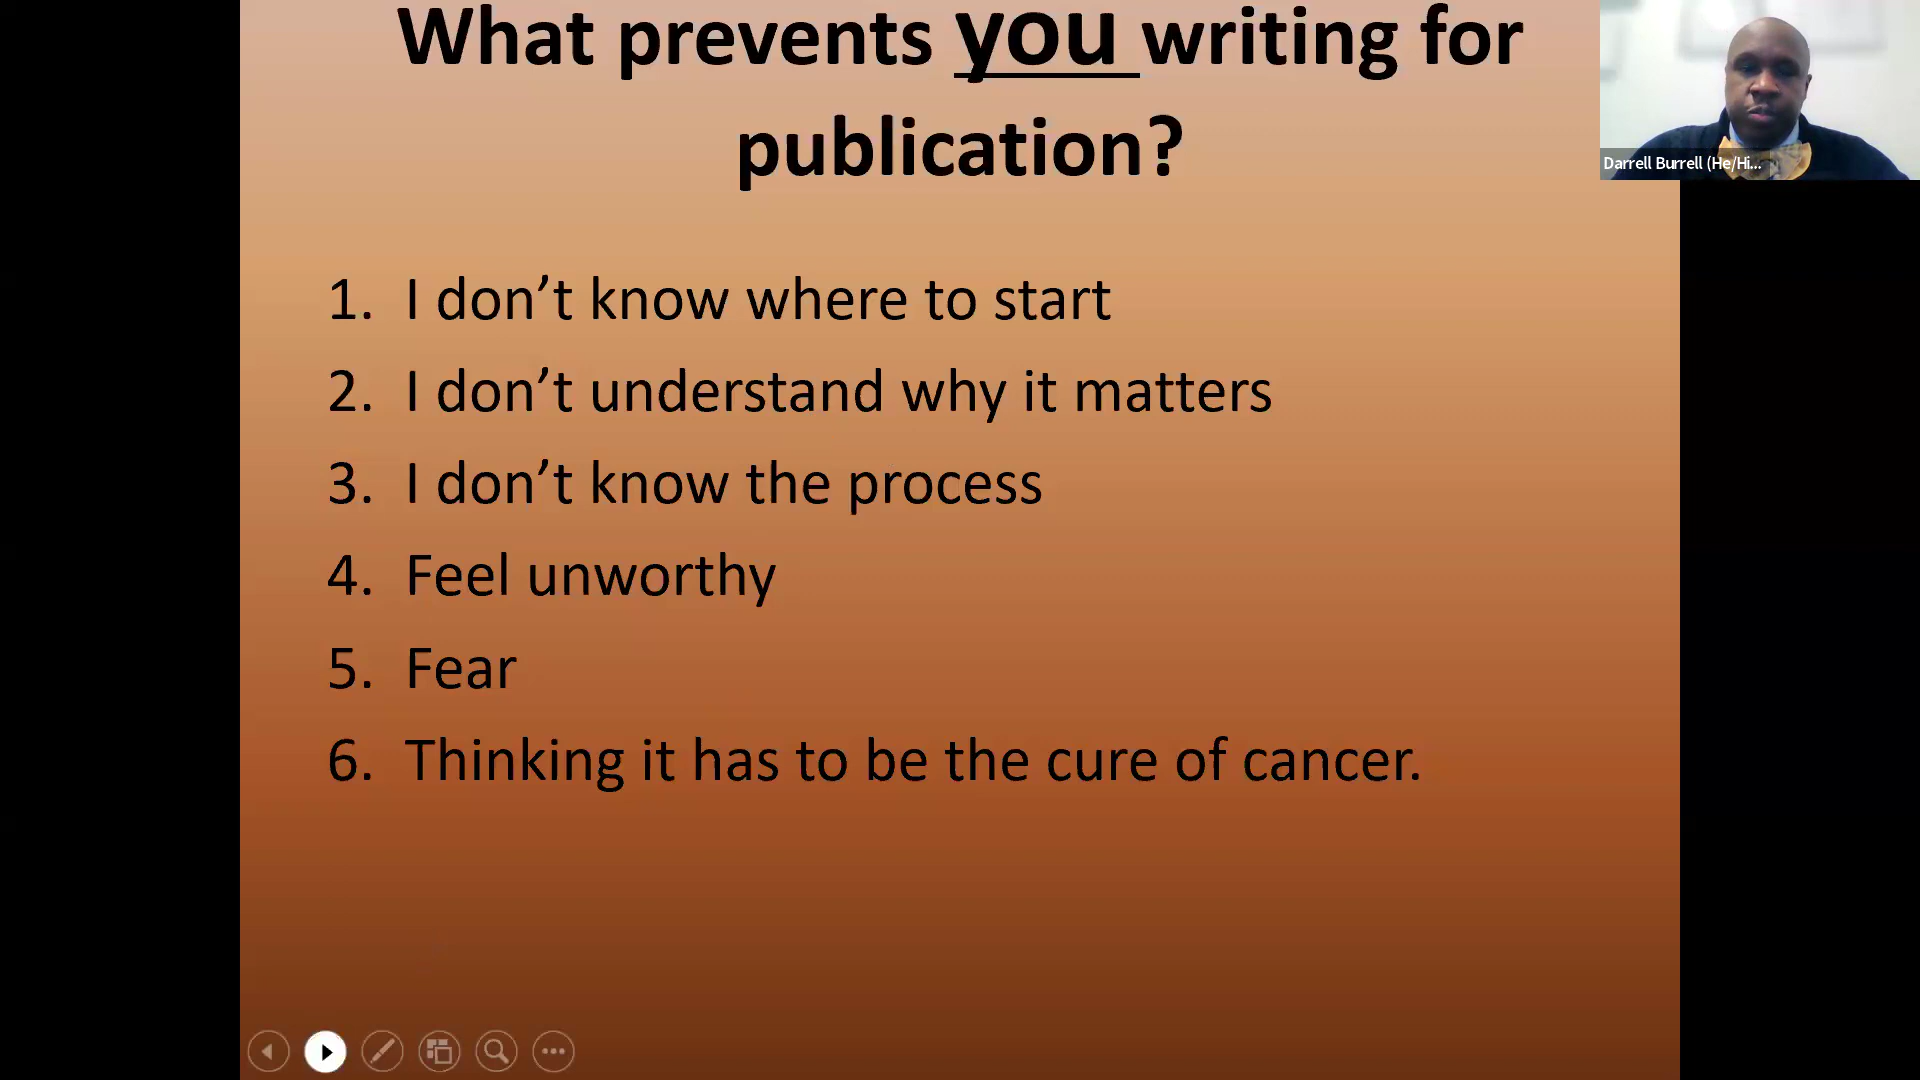 What prevents you writing for
publication?
1. I don’t know where to start
2. I don’t understand why it matters
3. I don’t know the process
4. Feel unworthy
5. Fear
6. Thinking it has to be the cure of cancer.
Darrell Burrell (He/Hi...